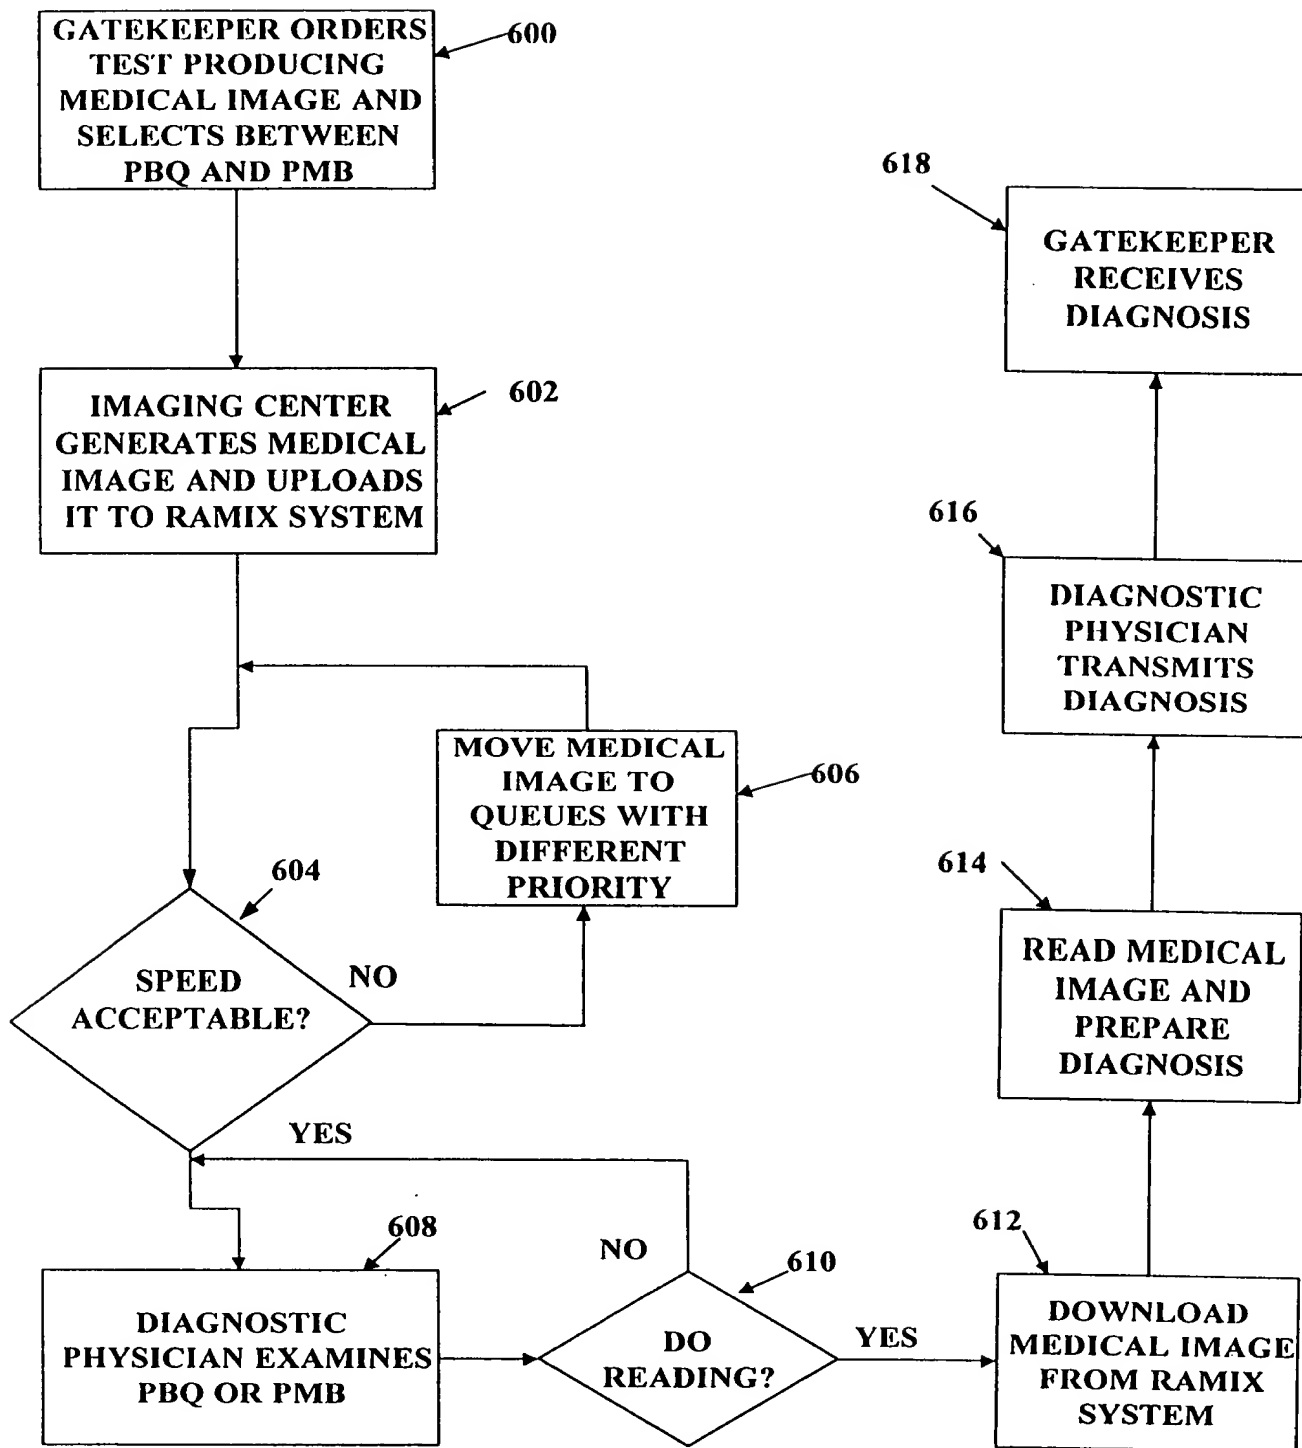 GATEKEEPER ORDERS
TEST PRODUCING
MEDICAL IMAGE AND
SELECTS BETWEEN
PBQ AND PMB
600
IMAGING CENTER
GENERATES MEDICAL
IMAGE AND UPLOADS
IT TO RAMIX SYSTEM
602
MOVE MEDICAL
IMAGE TO
QUEUES WITH
DIFFERENT
PRIORITY
606
604
SPEED
ACCEPTABLE?
NO
YES
608
DIAGNOSTIC
PHYSICIAN EXAMINES
PBQ OR PMB
NO
610
DO
READING?
YES
612
DOWNLOAD
MEDICAL IMAGE
FROM RAMIX
SYSTEM
614
READ MEDICAL
IMAGE AND
PREPARE
DIAGNOSIS
616
DIAGNOSTIC
PHYSICIAN
TRANSMITS
DIAGNOSIS
618
GATEKEEPER
RECEIVES
DIAGNOSIS